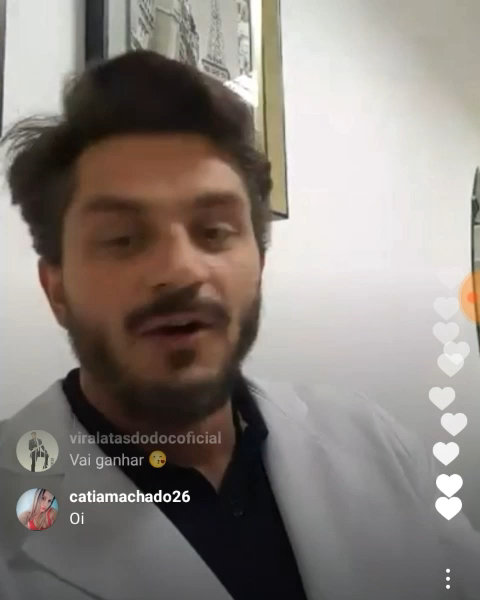 viralatasdodocoficial
Vai ganhar 😘
catiamachado26
Oi